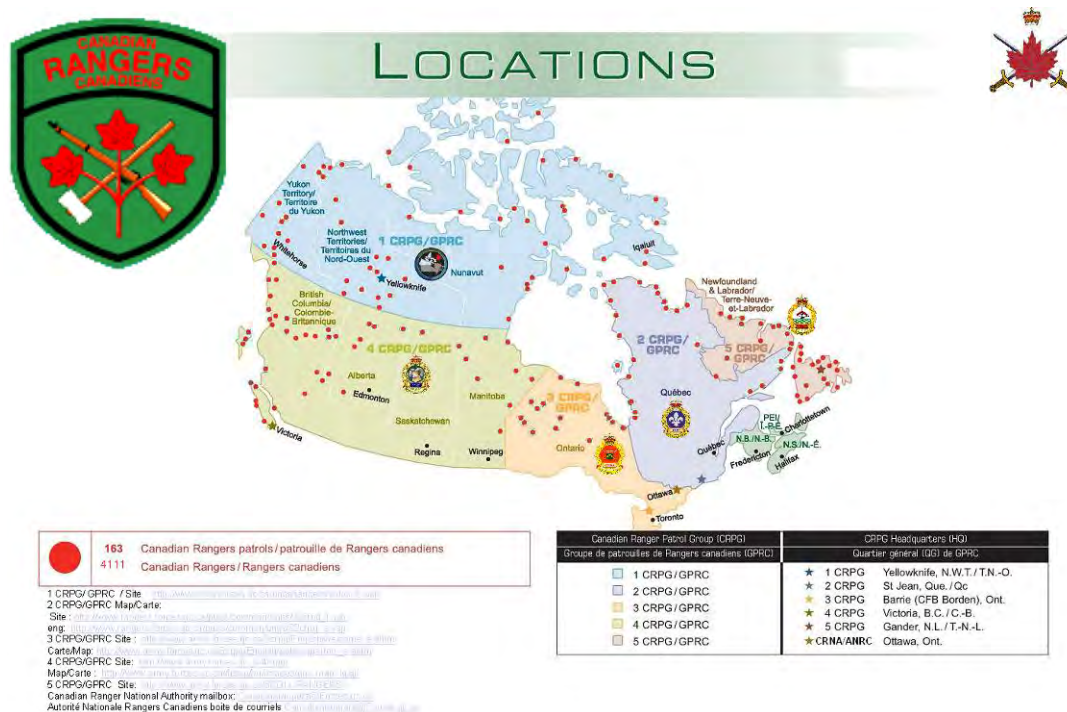 CANADIAN
RANGERS
CANADIENS
LOCATIONS
Yukon
Territory/
Territoire
du Yukon
Northwest
Territories/
Territoires du
Nord-Ouest
1 CRPG/GPRC
Nunavut
Iqaluit
Whitehorse
Yellowknife
British
Columbia/
Colombie-
Britannique
4 CRPG/GPRC
Alberta
Edmonton
Saskatchewan
Manitoba
Victoria
Regina
Winnipeg
3 CRPG/
GPRC
Ontario
Ottawa
Toronto
2 CRPG/
GPRC
Québec
Québec
Newfoundland
& Labrador/
Terre-Neuve-
et-Labrador
5 CRPG/
GPRC
PEI/
Î.-P.-É.
Charlottetown
N.B./N.-B.
N.S./N.-É.
Fredericton
Halifax
163 Canadian Rangers patrols/patrouille de Rangers canadiens
4111 Canadian Rangers/Rangers canadiens
1 CRPG/ GPRC / Site
2 CRPG/GPRC Map/Carte:
Site :
eng:
3 CRPG/GPRC Site :
Carte/Map:
4 CRPG/GPRC Site:
Map/Carte :
5 CRPG/GPRC Site:
Canadian Ranger National Authority mailbox:
Autorité Nationale Rangers Canadiens boite de courriels
Canadian Ranger Patrol Group (CRPG)
Groupe de patrouilles de Rangers canadiens (GPRC)
1 CRPG/GPRC
2 CRPG/GPRC
3 CRPG/GPRC
4 CRPG/GPRC
5 CRPG/GPRC
CRPG Headquarters (HQ)
Quartier général (QG) de GPRC
1 CRPG Yellowknife, N.W.T. / T.N.-O.
2 CRPG St Jean, Que. / Qc
3 CRPG Barrie (CFB Borden), Ont.
4 CRPG Victoria, B.C. / C.-B.
5 CRPG Gander, N.L. / T.-N.-L.
CRNA/ANRC Ottawa, Ont.